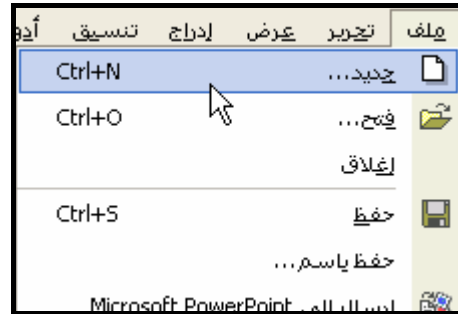 ملف تحرير عرض إدراج تنسيق أدو
جديد... Ctrl+N
فتح... Ctrl+O
إغلاق
حفظ Ctrl+S
حفظ باسم...
إرسال إلى Microsoft PowerPoint